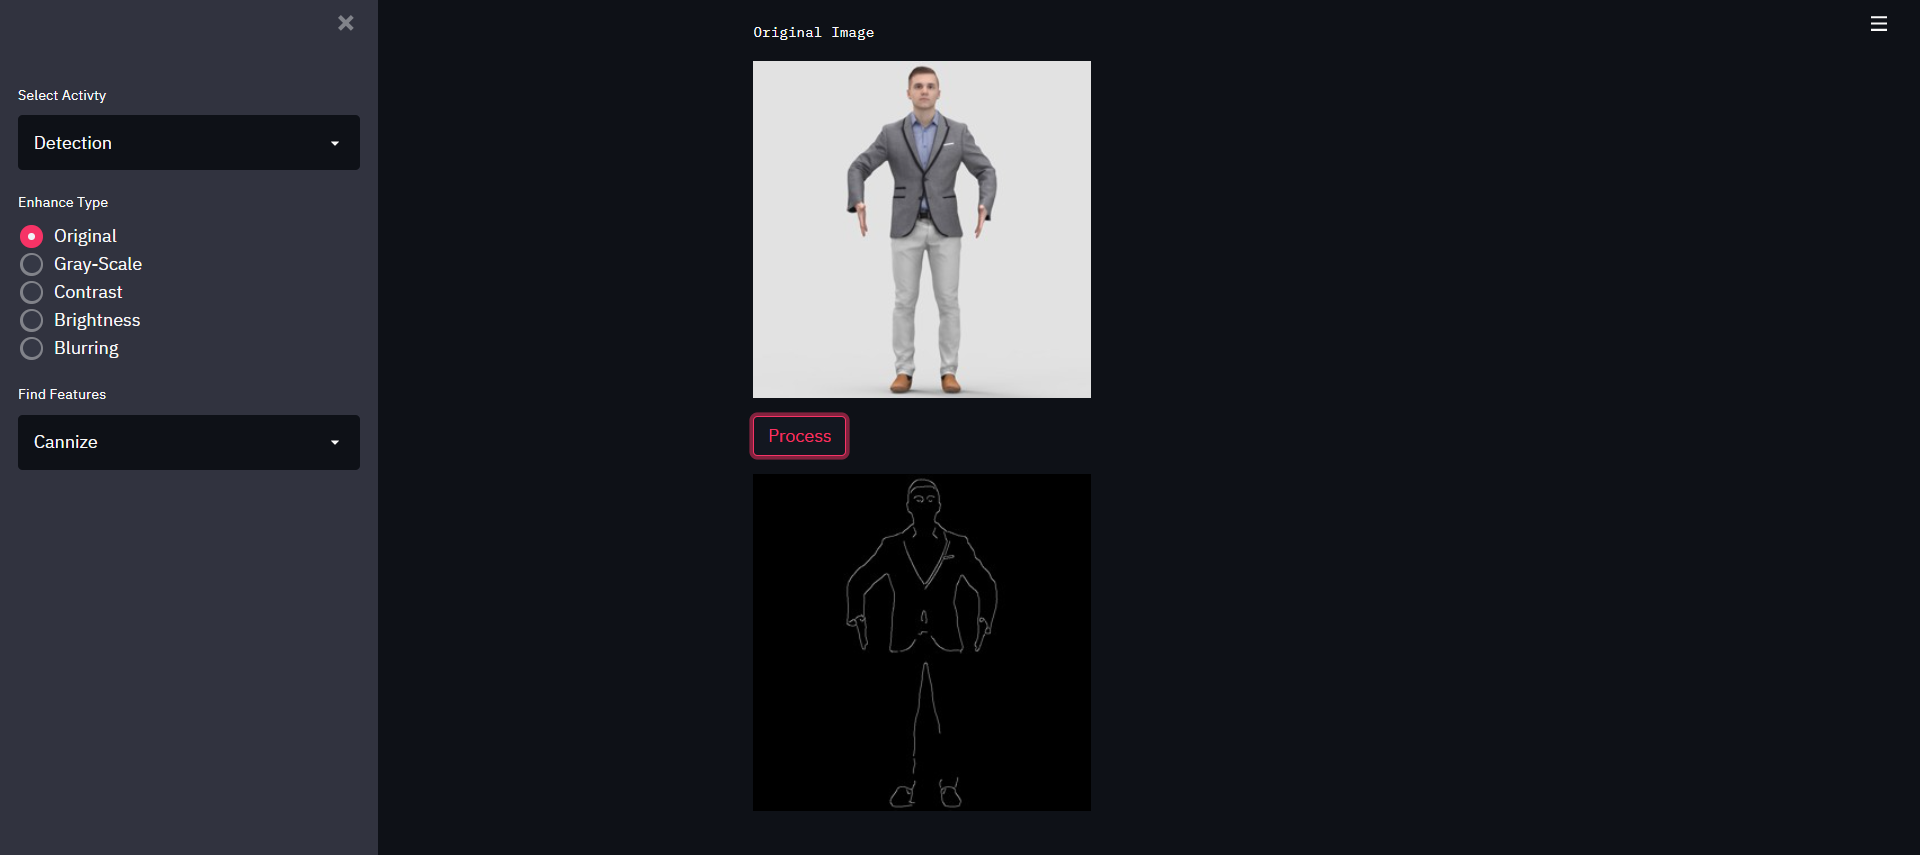 Select Activty
Detection
Enhance Type
Original
Gray-Scale
Contrast
Brightness
Blurring
Find Features
Cannize
Original Image
Process